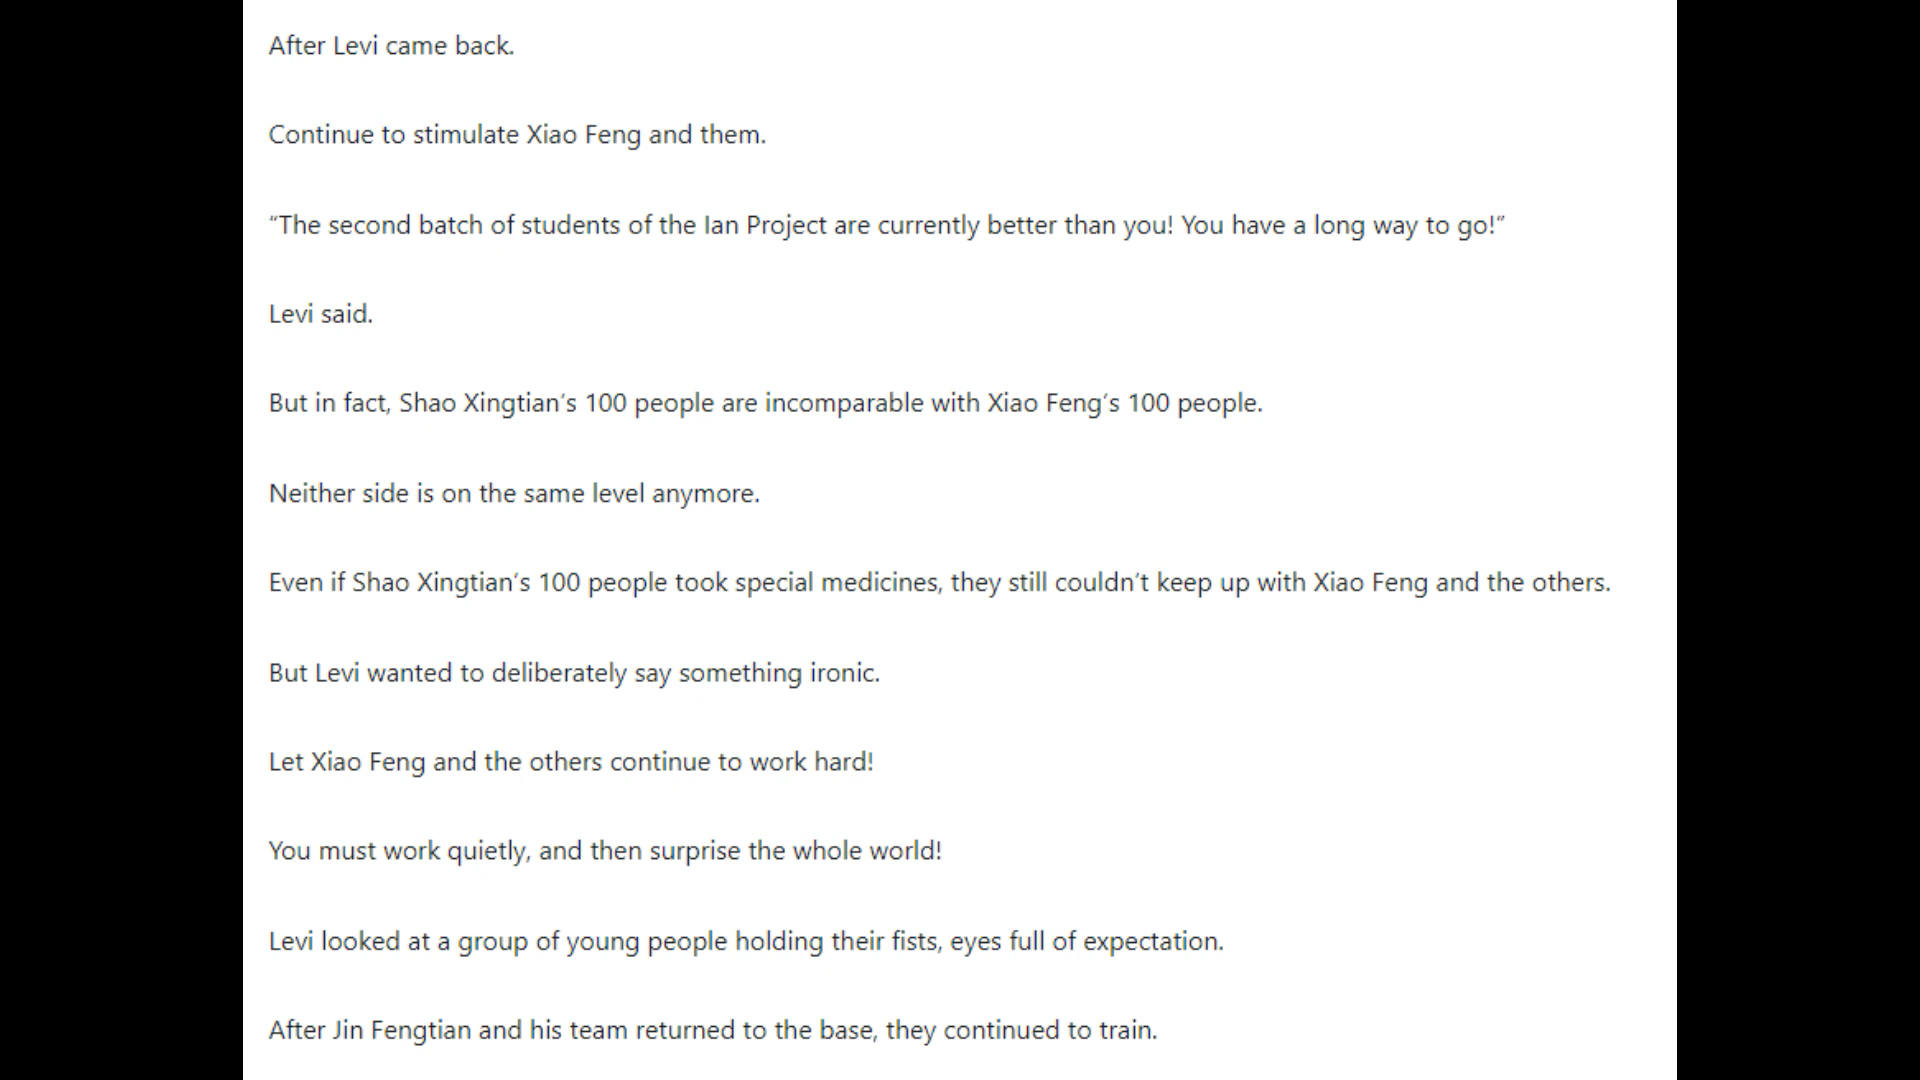 After Levi came back.
Continue to stimulate Xiao Feng and them.
“The second batch of students of the Ian Project are currently better than you! You have a long way to go!”
Levi said.
But in fact, Shao Xingtian’s 100 people are incomparable with Xiao Feng’s 100 people.
Neither side is on the same level anymore.
Even if Shao Xingtian’s 100 people took special medicines, they still couldn’t keep up with Xiao Feng and the others.
But Levi wanted to deliberately say something ironic.
Let Xiao Feng and the others continue to work hard!
You must work quietly, and then surprise the whole world!
Levi looked at a group of young people holding their fists, eyes full of expectation.
After Jin Fengtian and his team returned to the base, they continued to train.